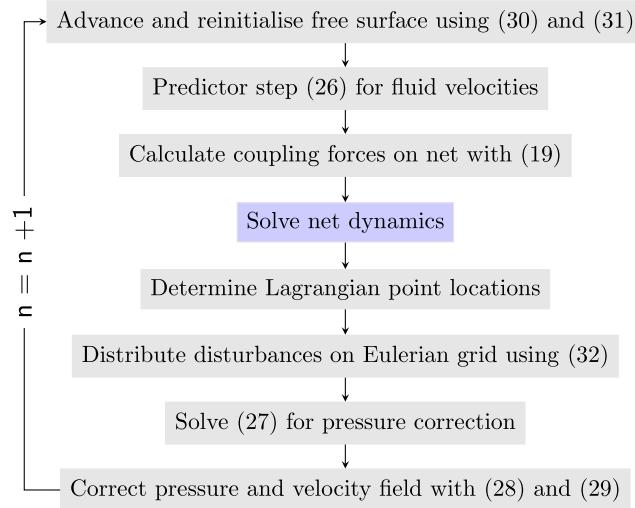 Advance and reinitialise free surface using (30) and (31)
Predictor step (26) for fluid velocities
Calculate coupling forces on net with (19)
Solve net dynamics
Determine Lagrangian point locations
Distribute disturbances on Eulerian grid using (32)
Solve (27) for pressure correction
Correct pressure and velocity field with (28) and (29)
n = n +1